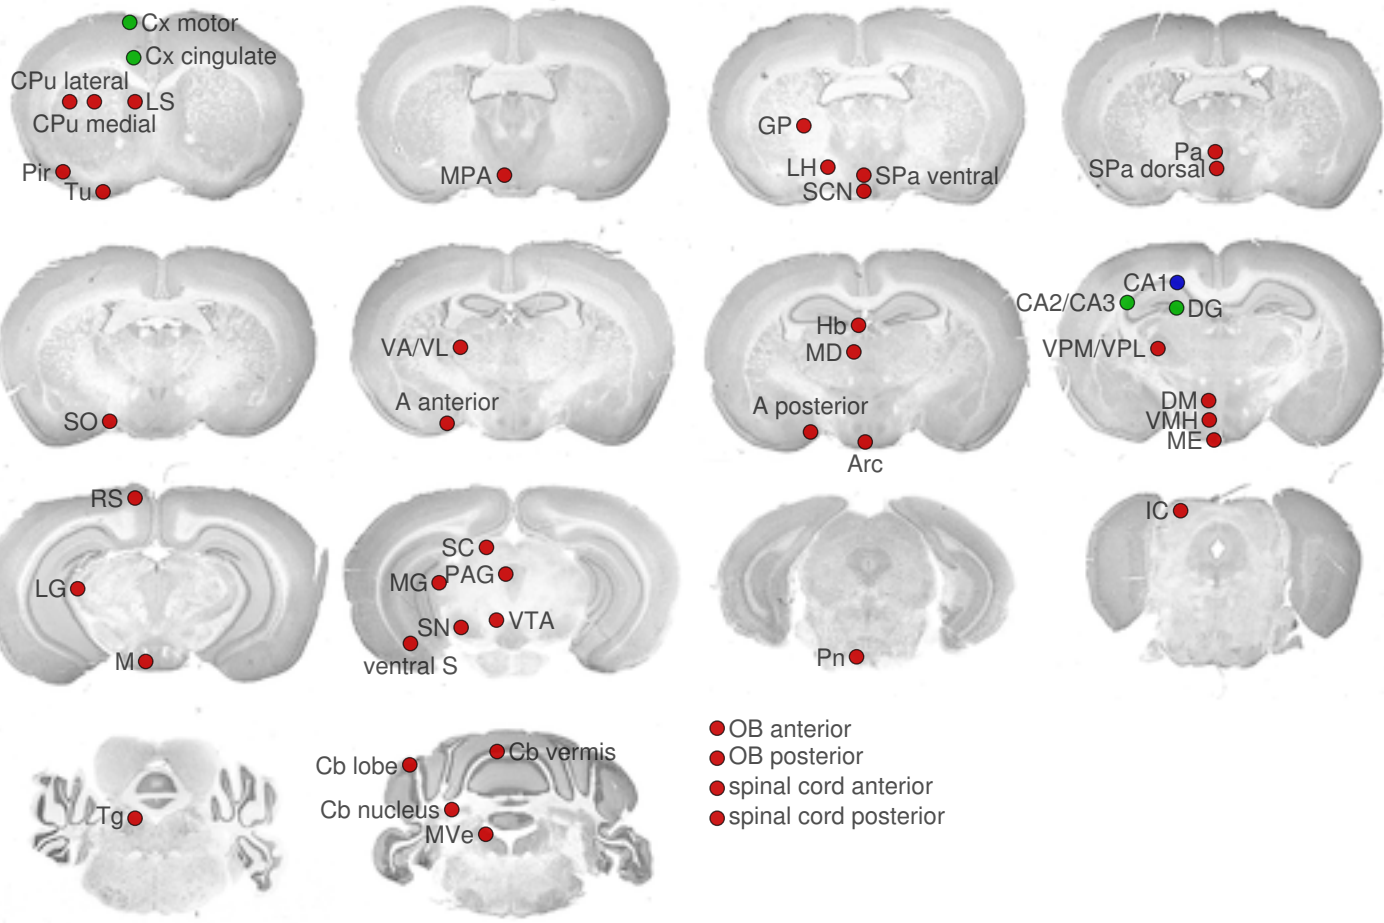 Cx motor
Cx cingulate
CPu lateral
LS
CPu medial
Pir
Tu
MPA
GP
LH
SPa ventral
SCN
Pa
SPa dorsal
SO
VA/VL
A anterior
Hb
MD
A posterior
Arc
CA1
CA2/CA3
DG
VPM/VPL
DM
VMH
ME
RS
LG
M
SC
MG
PAG
SN
VTA
ventral S
Pn
IC
Tg
Cb lobe
Cb vermis
Cb nucleus
MVe
OB anterior
OB posterior
spinal cord anterior
spinal cord posterior